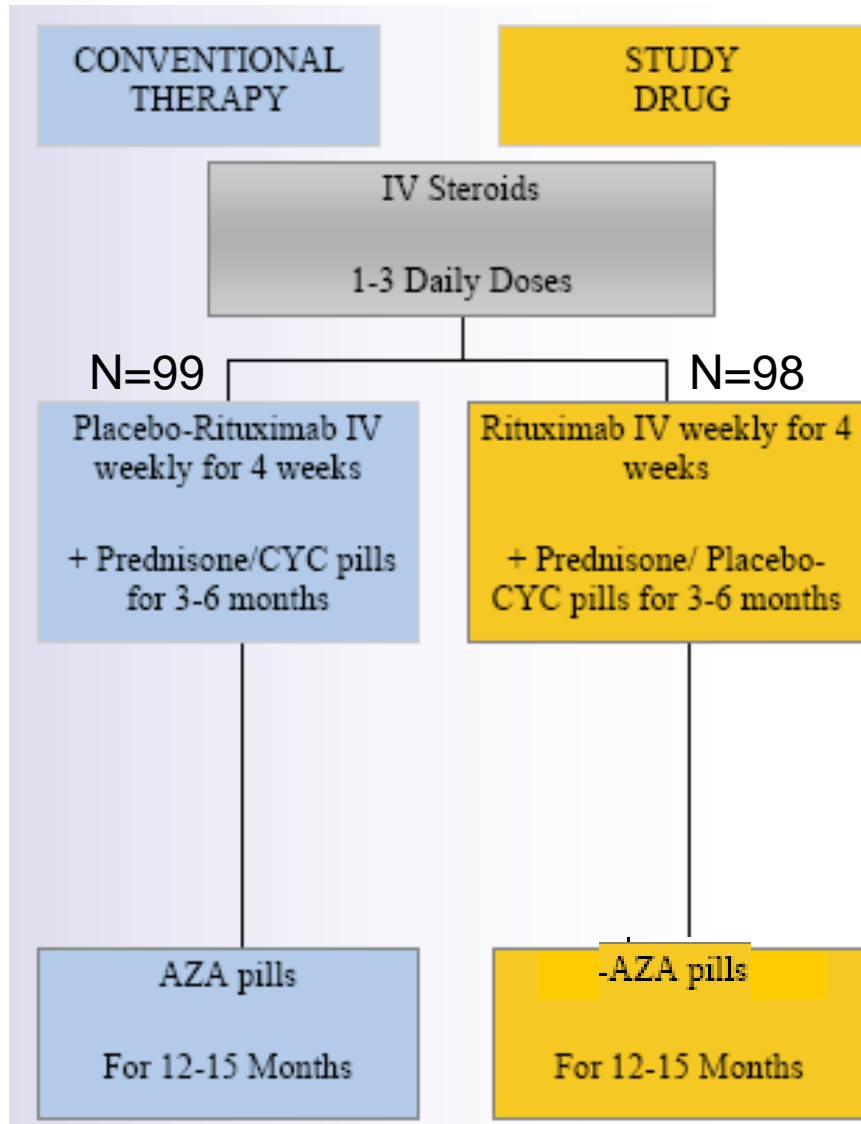 CONVENTIONAL
THERAPY
STUDY
DRUG
IV Steroids
1-3 Daily Doses
N=99
N=98
Placebo-Rituximab IV
weekly for 4 weeks
+ Prednisone/CYC pills
for 3-6 months
Rituximab IV weekly for 4
weeks
+ Prednisone/ Placebo-
CYC pills for 3-6 months
AZA pills
For 12-15 Months
-AZA pills
For 12-15 Months